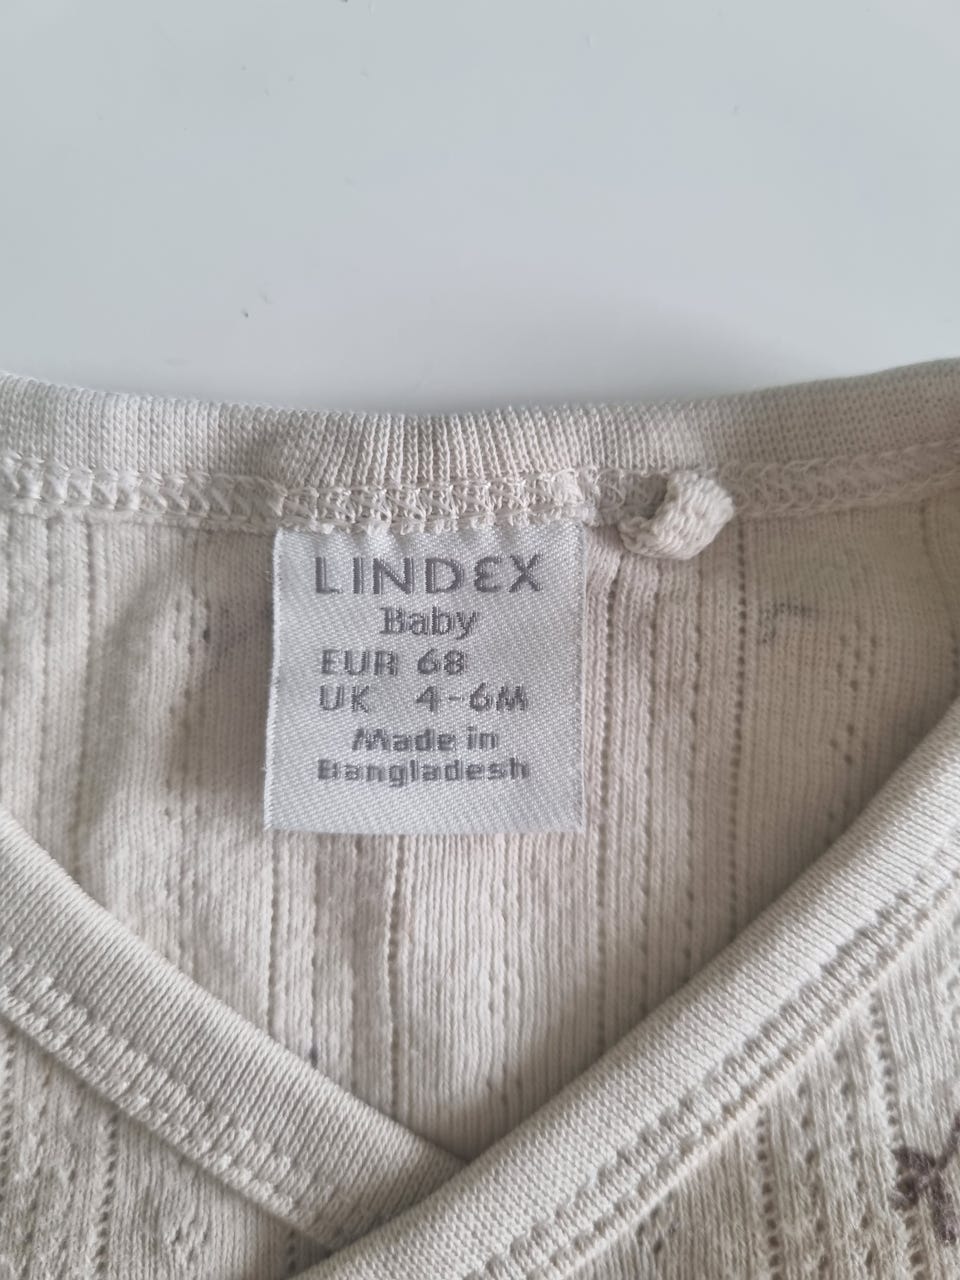 LINDEX
Baby
EUR 68
UK 4-6M
Made in
Bangladesh